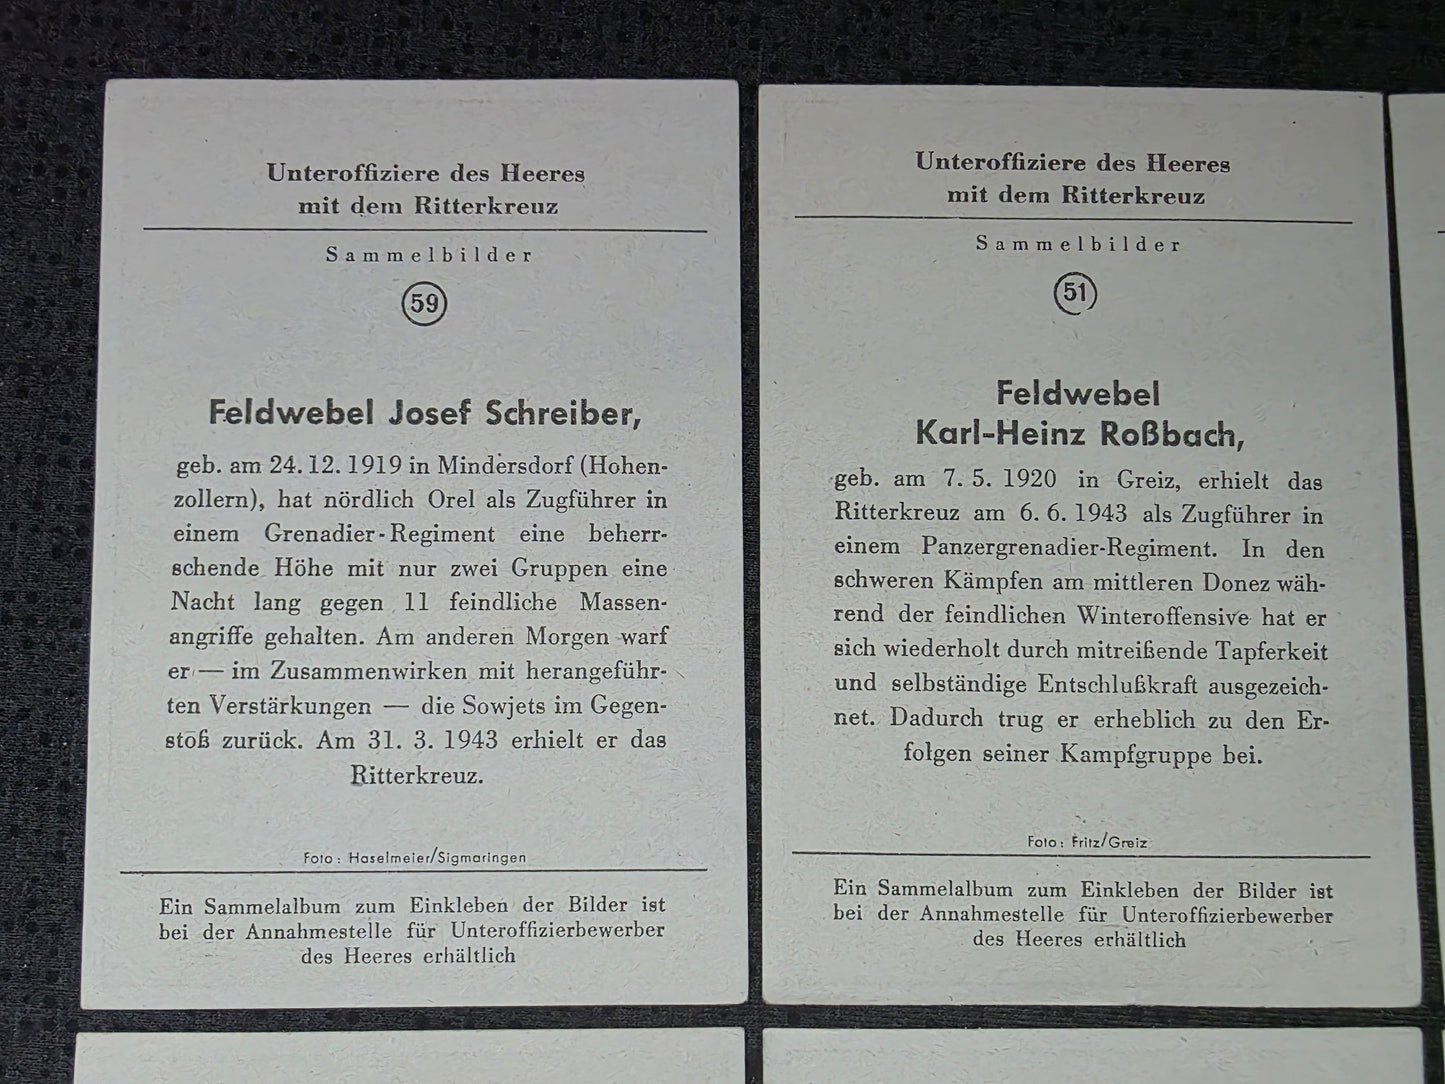 Unteroffiziere des Heeres
mit dem Ritterkreuz
Sammelbilder
59
Feldwebel Josef Schreiber,
geb. am 24. 12. 1919 in Mindersdorf (Hohen-
zollern), hat nördlich Orel als Zugführer in
einem Grenadier-Regiment eine beherr-
schende Höhe mit nur zwei Gruppen eine
Nacht lang gegen 11 feindliche Massen-
angriffe gehalten. Am anderen Morgen warf
er — im Zusammenwirken mit herangeführ-
ten Verstärkungen — die Sowjets im Gegen-
stoß zurück. Am 31. 3. 1943 erhielt er das
Ritterkreuz.
Foto: Haselmeier/Sigmaringen
Ein Sammelalbum zum Einkleben der Bilder ist
bei der Annahmestelle für Unteroffizierbewerber
des Heeres erhältlich
Unteroffiziere des Heeres
mit dem Ritterkreuz
Sammelbilder
51
Feldwebel
Karl-Heinz Roßbach,
geb. am 7. 5. 1920 in Greiz, erhielt das
Ritterkreuz am 6. 6. 1943 als Zugführer in
einem Panzergrenadier-Regiment. In den
schweren Kämpfen am mittleren Donez wäh-
rend der feindlichen Winteroffensive hat er
sich wiederholt durch mitreißende Tapferkeit
und selbständige Entschlußkraft ausgezeich-
net. Dadurch trug er erheblich zu den Er-
folgen seiner Kampfgruppe bei.
Foto: Fritz/Greiz
Ein Sammelalbum zum Einkleben der Bilder ist
bei der Annahmestelle für Unteroffizierbewerber
des Heeres erhältlich